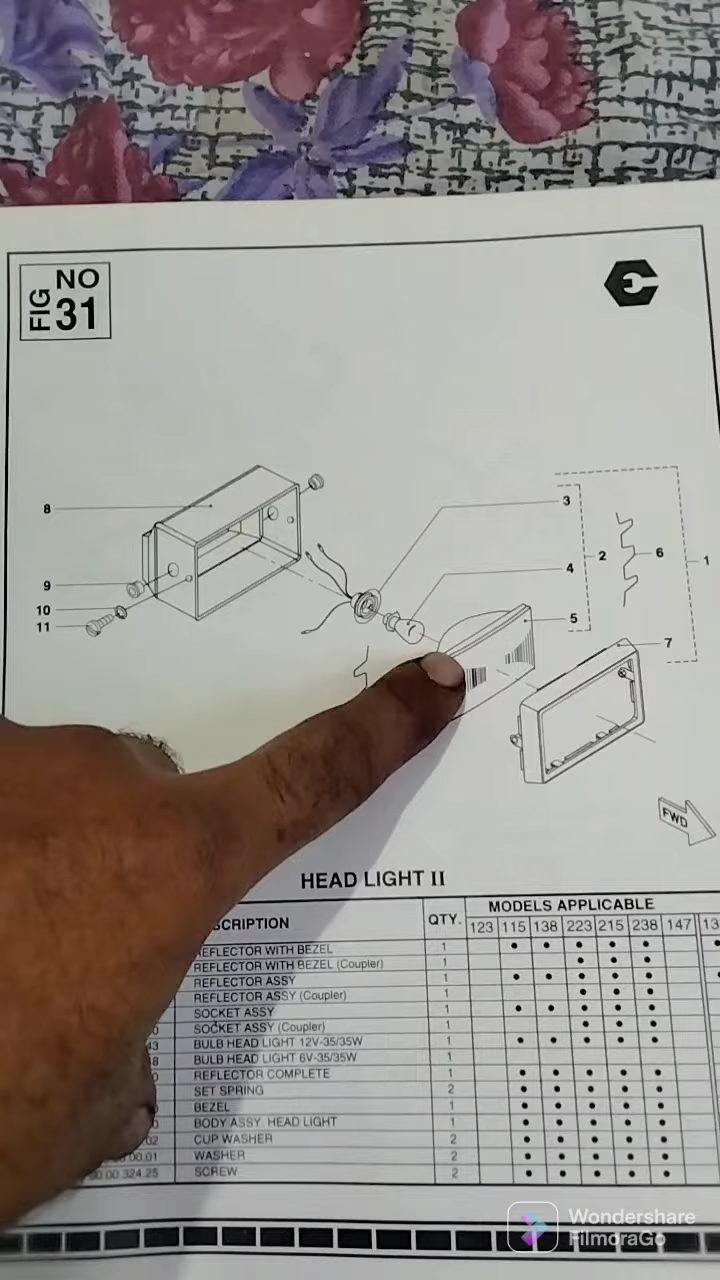 FIG NO 31
8
3
2
6
1
4
9
10
11
5
7
FWD
HEAD LIGHT II
QTY. MODELS APPLICABLE
123 115 138 223 215 238 147
REFLECTOR WITH BEZEL 1 • • • • • •
REFLECTOR WITH BEZEL (Coupler) 1 • • •
REFLECTOR ASSY 1 • • • • • •
REFLECTOR ASSY (Coupler) 1 • • •
SOCKET ASSY 1 • • • • •
SOCKET ASSY (Coupler) 1 • • •
BULB HEAD LIGHT 12V-35/35W 1 • • • • •
BULB HEAD LIGHT 6V-35/35W 1
REFLECTOR COMPLETE 1 • • • • •
SET SPRING 2 • • • • •
BEZEL 1 • • • • •
BODY ASSY. HEAD LIGHT 1 • • • • •
CUP WASHER 2 • • • • •
WASHER 2 • • • • •
SCREW 2 • • • • •
Wondershare
FilmoraGo